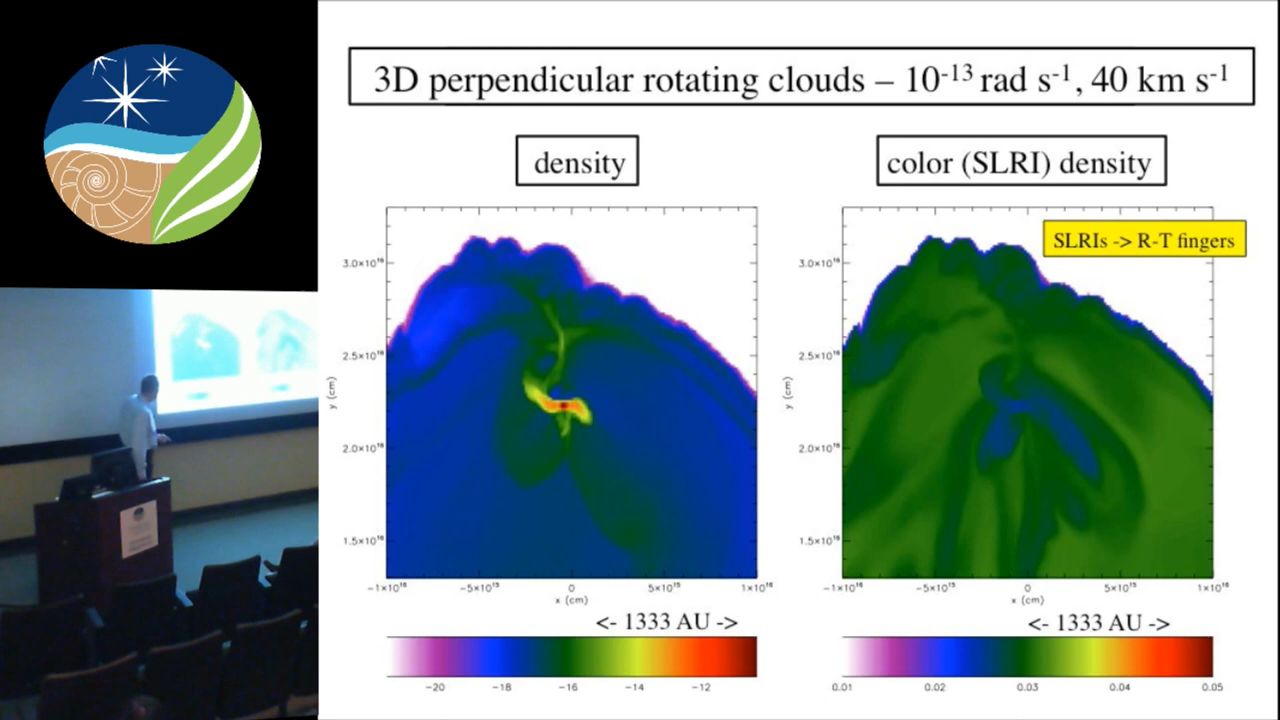 3D perpendicular rotating clouds – 10⁻¹³ rad s⁻¹, 40 km s⁻¹
density
color (SLRI) density
SLRIs -> R-T fingers
3.0×10¹⁶
2.5×10¹⁶
2.0×10¹⁶
1.5×10¹⁶
y (cm)
−1×10¹⁶ −5×10¹⁵ 0 5×10¹⁵ 1×10¹⁶
x (cm)
<- 1333 AU ->
−20 −18 −16 −14 −12
3.0×10¹⁶
2.5×10¹⁶
2.0×10¹⁶
1.5×10¹⁶
y (cm)
−1×10¹⁶ −5×10¹⁵ 0 5×10¹⁵ 1×10¹⁶
x (cm)
<- 1333 AU ->
0.01 0.02 0.03 0.04 0.05